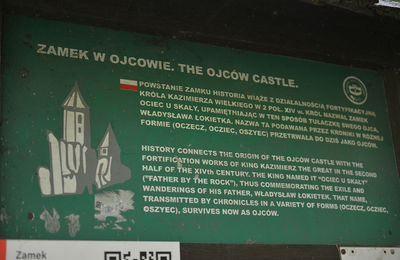 ZAMEK W OJCOWIE. THE OJCÓW CASTLE.
POWSTANIE ZAMKU HISTORIA WIĄŻE Z DZIAŁALNOŚCIĄ FORTYFIKACYJNĄ
KRÓLA KAZIMIERZA WIELKIEGO W 2 POŁ. XIV w. KRÓL NAZWAŁ ZAMEK
OCIEC U SKAŁY, UPAMIĘTNIAJĄC W TEN SPOSÓB TUŁACZKĘ SWEGO OJCA,
WŁADYSŁAWA ŁOKIETKA. NAZWA TA PODAWANA PRZEZ KRONIKI W RÓŻNEJ
FORMIE (OCZECZ, OCZIEC, OSZYEC) PRZETRWAŁA DO DZIŚ JAKO OJCÓW.
HISTORY CONNECTS THE ORIGIN OF THE OJCÓW CASTLE WITH THE
FORTIFICATION WORKS OF KING KAZIMIERZ THE GREAT IN THE SECOND
HALF OF THE XIVth CENTURY. THE KING NAMED IT "OCIEC U SKAŁY"
("FATHER BY THE ROCK"), THUS COMMEMORATING THE EXILE AND
WANDERINGS OF HIS FATHER, WŁADYSŁAW ŁOKIETEK. THAT NAME,
TRANSMITTED BY CHRONICLES IN A VARIETY OF FORMS (OCZECZ, OCZIEC,
OSZYEC), SURVIVES NOW AS OJCÓW.
Zamek